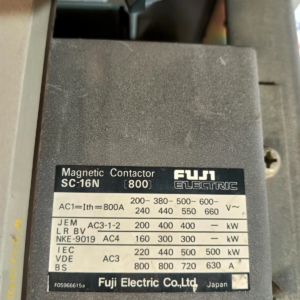 Magnetic Contactor FUJI
SC-16N [800] ELECTRIC
AC1=Ith=800A 200- 380- 500- 600- V~
240 440 550 660
JEM AC3-1-2 200 400 400 — kW
LR BV
NKE-9019 AC4 160 300 300 — kW
IEC 220 440 500 500 kW
VDE AC3
BS 800 800 720 630 A
F05966615a Fuji Electric Co.,Ltd. Japan